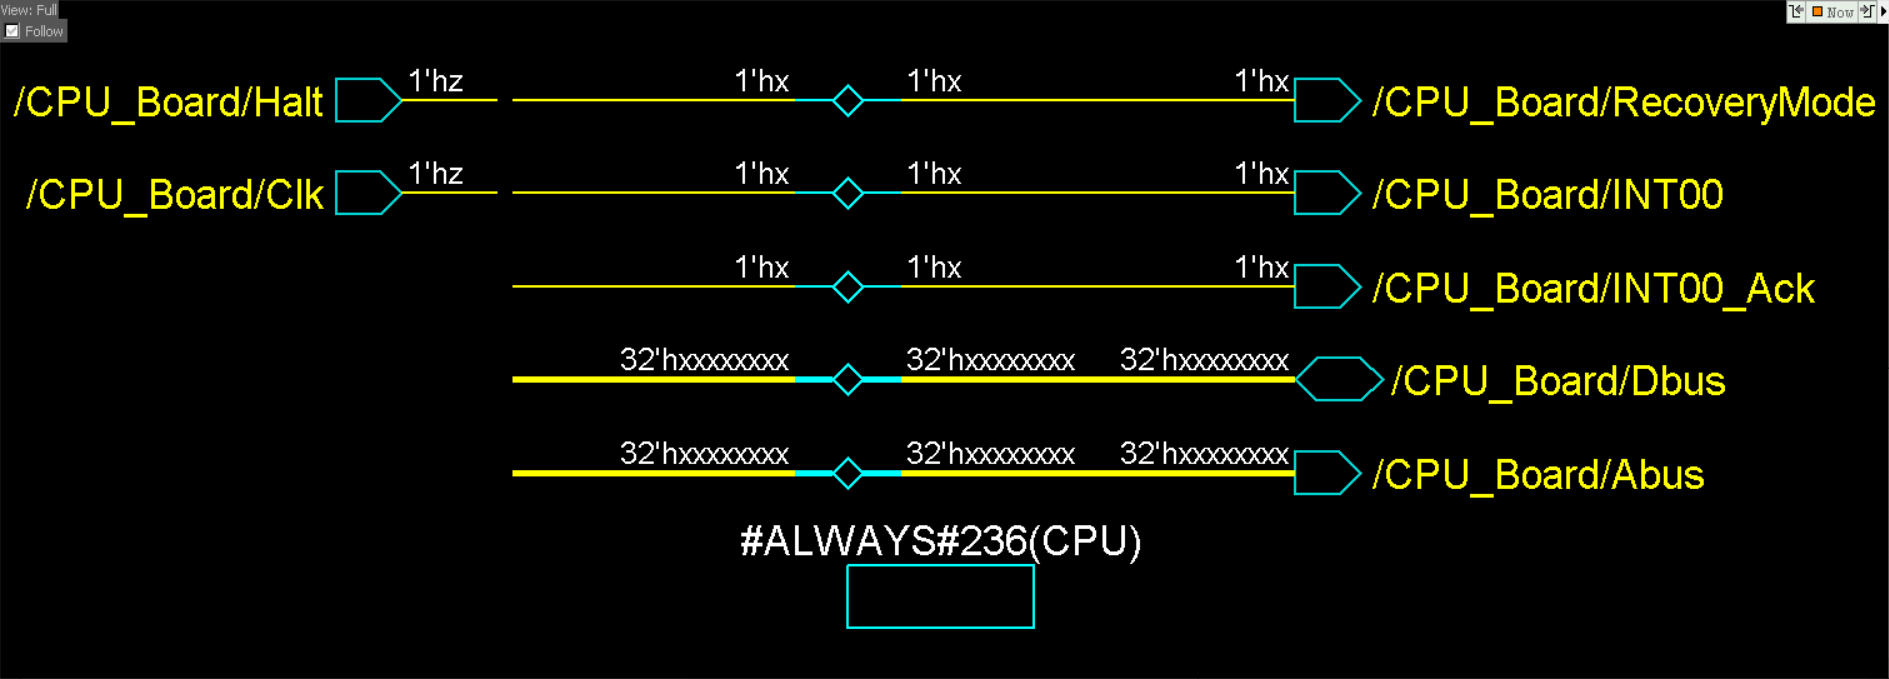 View: Full
Follow
Now
/CPU_Board/Halt 1'hz 1'hx 1'hx 1'hx /CPU_Board/RecoveryMode
/CPU_Board/Clk 1'hz 1'hx 1'hx 1'hx /CPU_Board/INT00
1'hx 1'hx 1'hx /CPU_Board/INT00_Ack
32'hxxxxxxxx 32'hxxxxxxxx 32'hxxxxxxxx /CPU_Board/Dbus
32'hxxxxxxxx 32'hxxxxxxxx 32'hxxxxxxxx /CPU_Board/Abus
#ALWAYS#236(CPU)